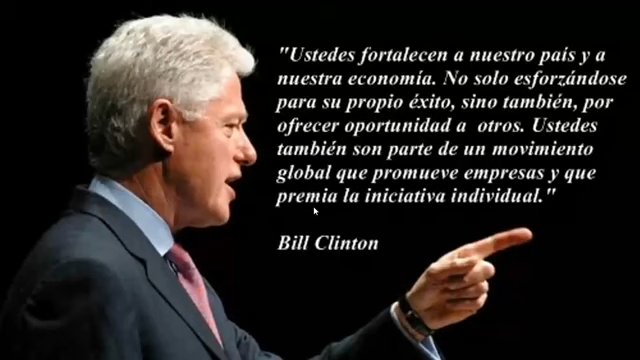 "Ustedes fortalecen a nuestro país y a
nuestra economía. No solo esforzándose
para su propio éxito, sino también, por
ofrecer oportunidad a otros. Ustedes
también son parte de un movimiento
global que promueve empresas y que
premia la iniciativa individual."
Bill Clinton